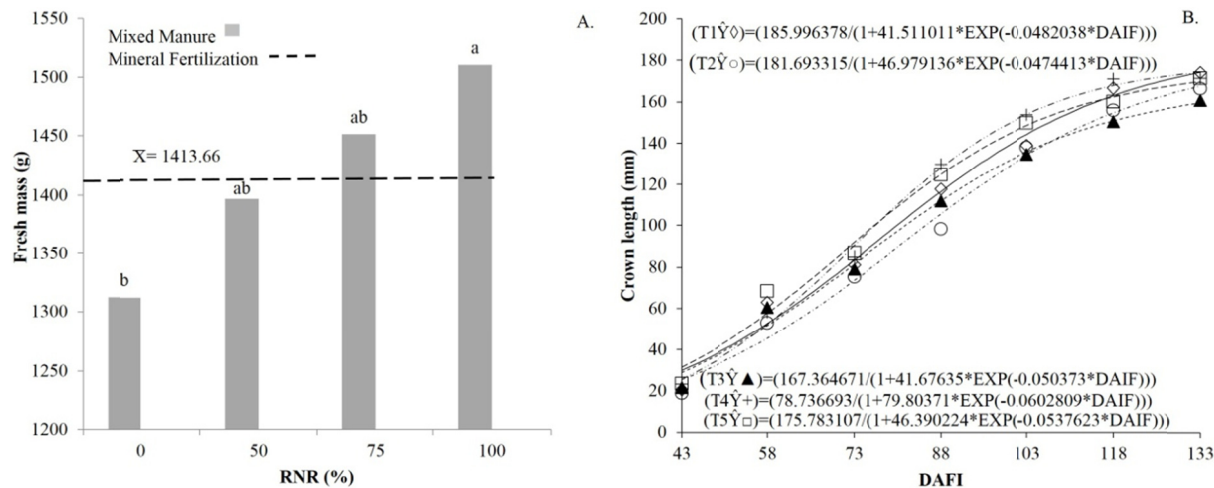 A.
Mixed Manure
Mineral Fertilization
X̅= 1413.66
b
ab
ab
a
1550
1500
1450
1400
1350
1300
1250
1200
Fresh mass (g)
0 50 75 100
RNR (%)
B.
(T1Ŷ◊)=(185.996378/(1+41.511011*EXP(-0.0482038*DAIF)))
(T2Ŷ○)=(181.693315/(1+46.979136*EXP(-0.0474413*DAIF)))
(T3Ŷ▲)=(167.364671/(1+41.67635*EXP(-0.050373*DAIF)))
(T4Ŷ+)=(78.736693/(1+79.80371*EXP(-0.0602809*DAIF)))
(T5Ŷ□)=(175.783107/(1+46.390224*EXP(-0.0537623*DAIF)))
200
180
160
140
120
100
80
60
40
20
0
Crown length (mm)
43 58 73 88 103 118 133
DAFI